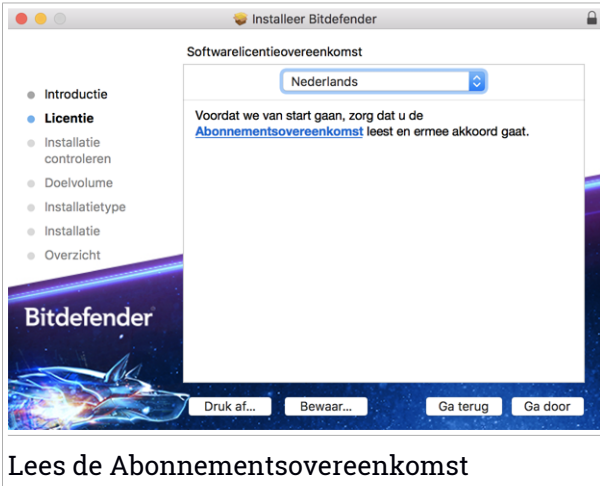 Installeer Bitdefender
Softwarelicentieovereenkomst
Nederlands
Introductie
Licentie
Installatie
controleren
Doelvolume
Installatietype
Installatie
Overzicht
Voordat we van start gaan, zorg dat u de
Abonnementsovereenkomst leest en ermee akkoord gaat.
Bitdefender
Druk af... Bewaar... Ga terug Ga door
Lees de Abonnementsovereenkomst